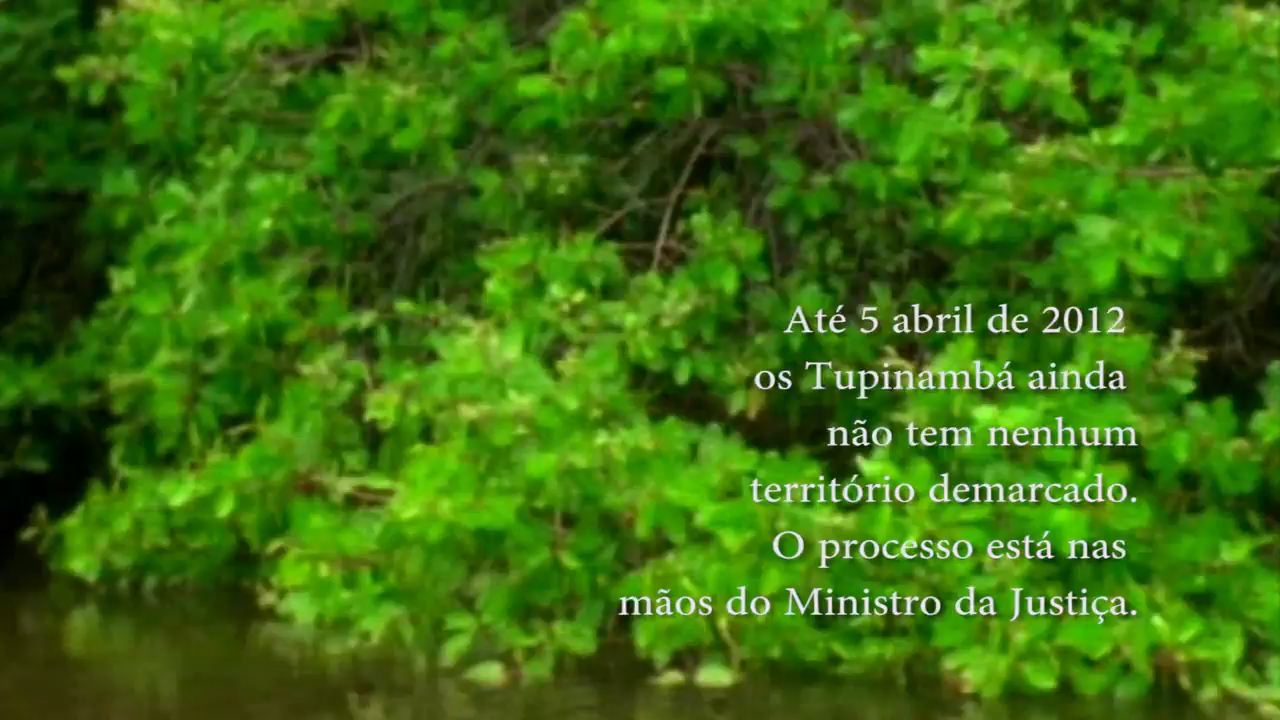 Até 5 abril de 2012
os Tupinambá ainda
não tem nenhum
território demarcado.
O processo está nas
mãos do Ministro da Justiça.